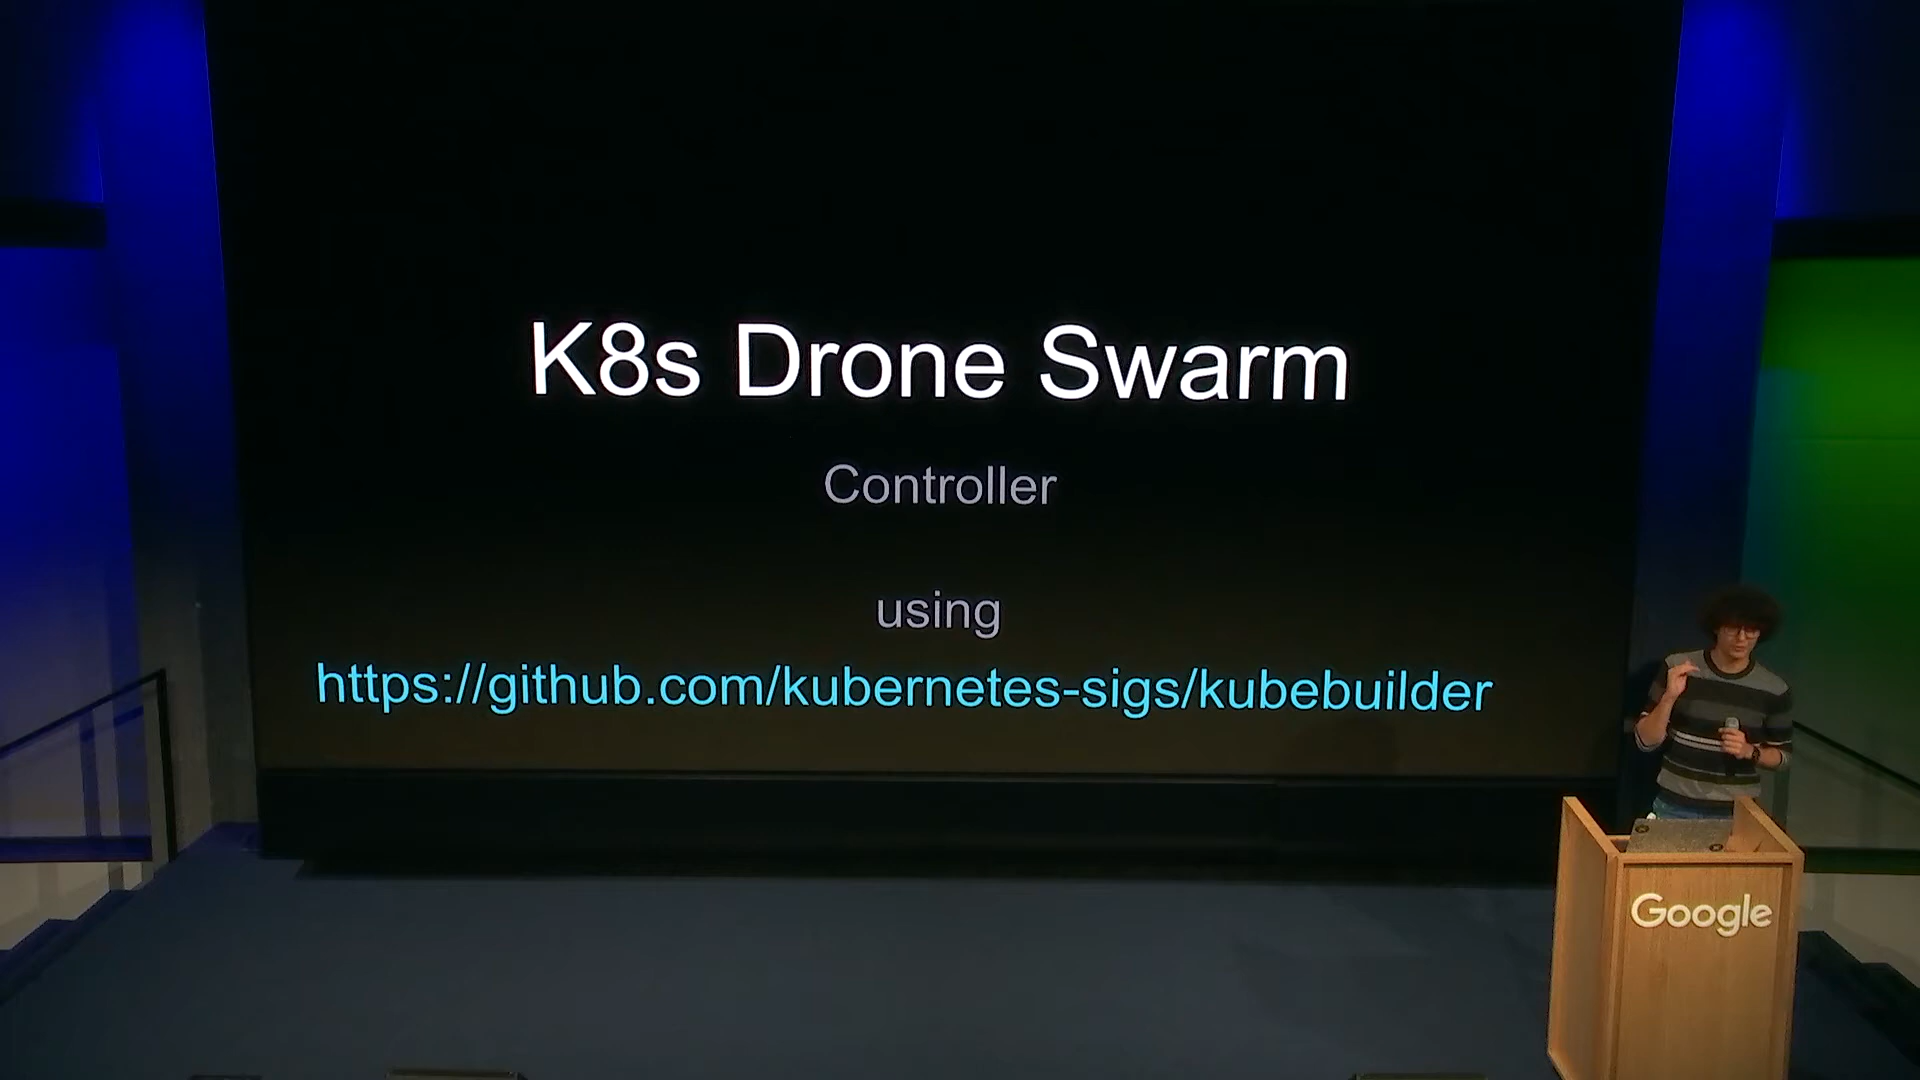 K8s Drone Swarm
Controller
using
https://github.com/kubernetes-sigs/kubebuilder
Google